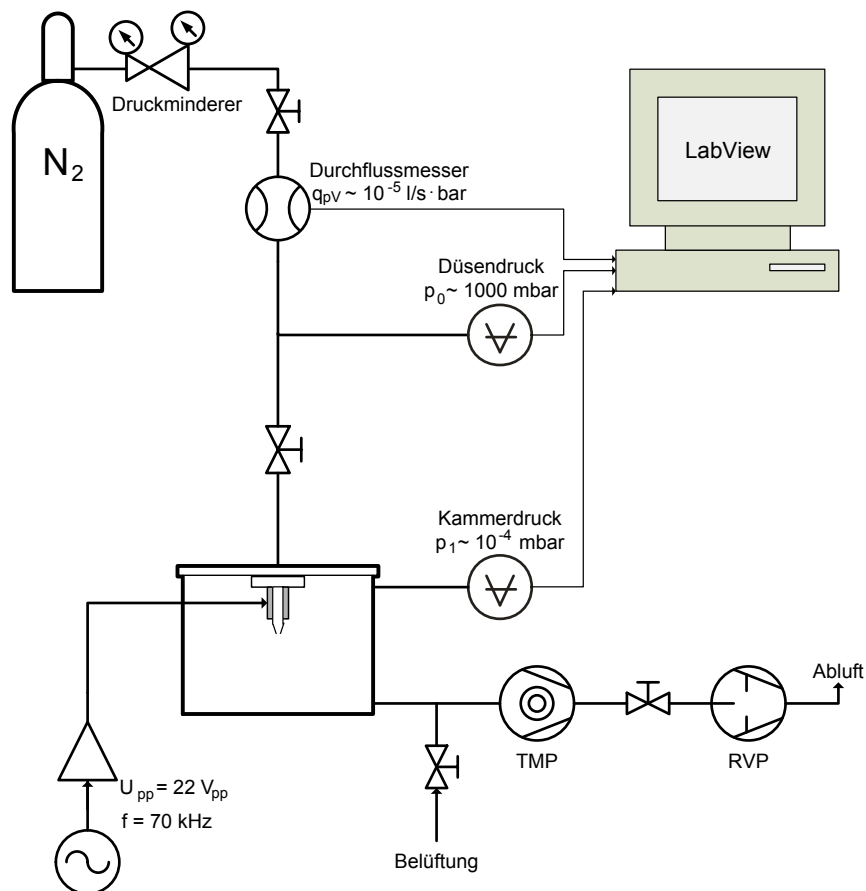 N₂
Druckminderer
Durchflussmesser
qₚᵥ ~ 10⁻⁵ l/s · bar
LabView
Düsendruck
p₀ ~ 1000 mbar
Kammerdruck
p₁ ~ 10⁻⁴ mbar
Abluft
TMP
RVP
Uₚₚ = 22 Vₚₚ
f = 70 kHz
Belüftung